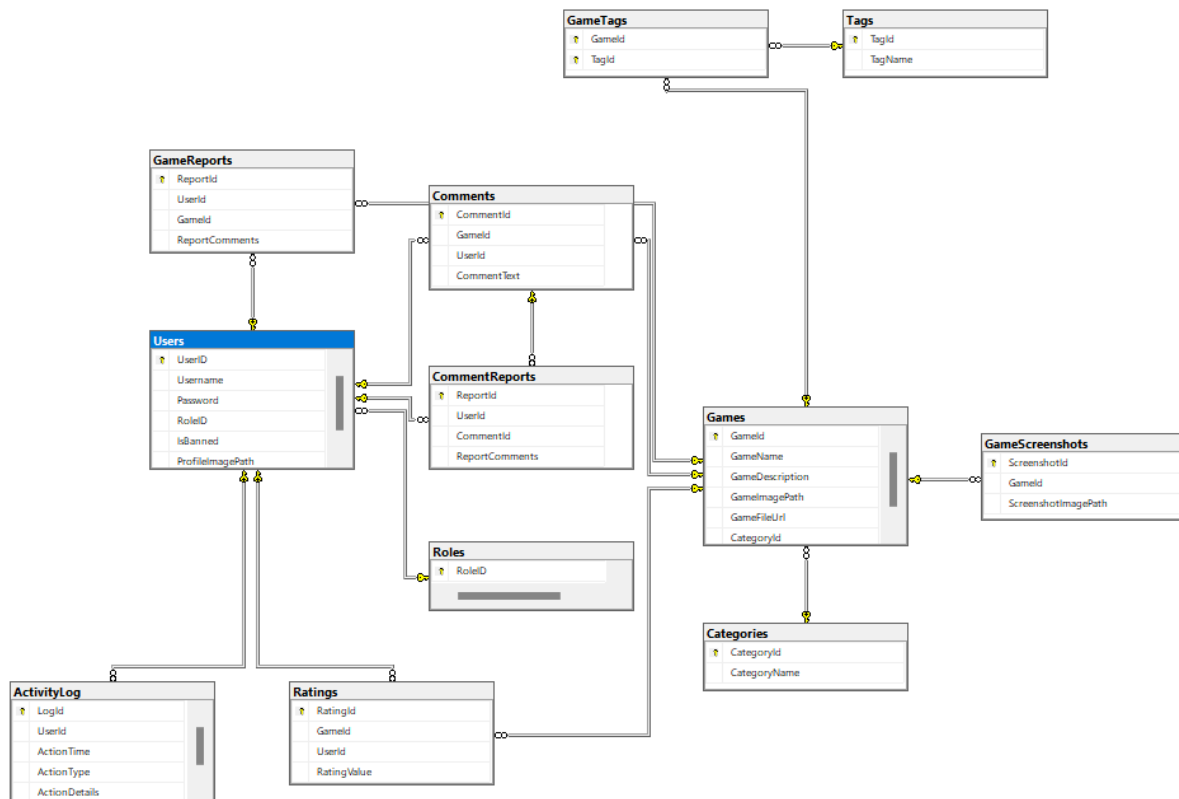 GameTags
GameId
TagId
Tags
TagId
TagName
GameReports
ReportId
UserId
GameId
ReportComments
Comments
CommentId
GameId
UserId
CommentText
Users
UserID
Username
Password
RoleID
IsBanned
ProfileImagePath
CommentReports
ReportId
UserId
CommentId
ReportComments
Games
GameId
GameName
GameDescription
GameImagePath
GameFileUrl
CategoryId
GameScreenshots
ScreenshotId
GameId
ScreenshotImagePath
Roles
RoleID
Categories
CategoryId
CategoryName
ActivityLog
LogId
UserId
ActionTime
ActionType
ActionDetails
Ratings
RatingId
GameId
UserId
RatingValue